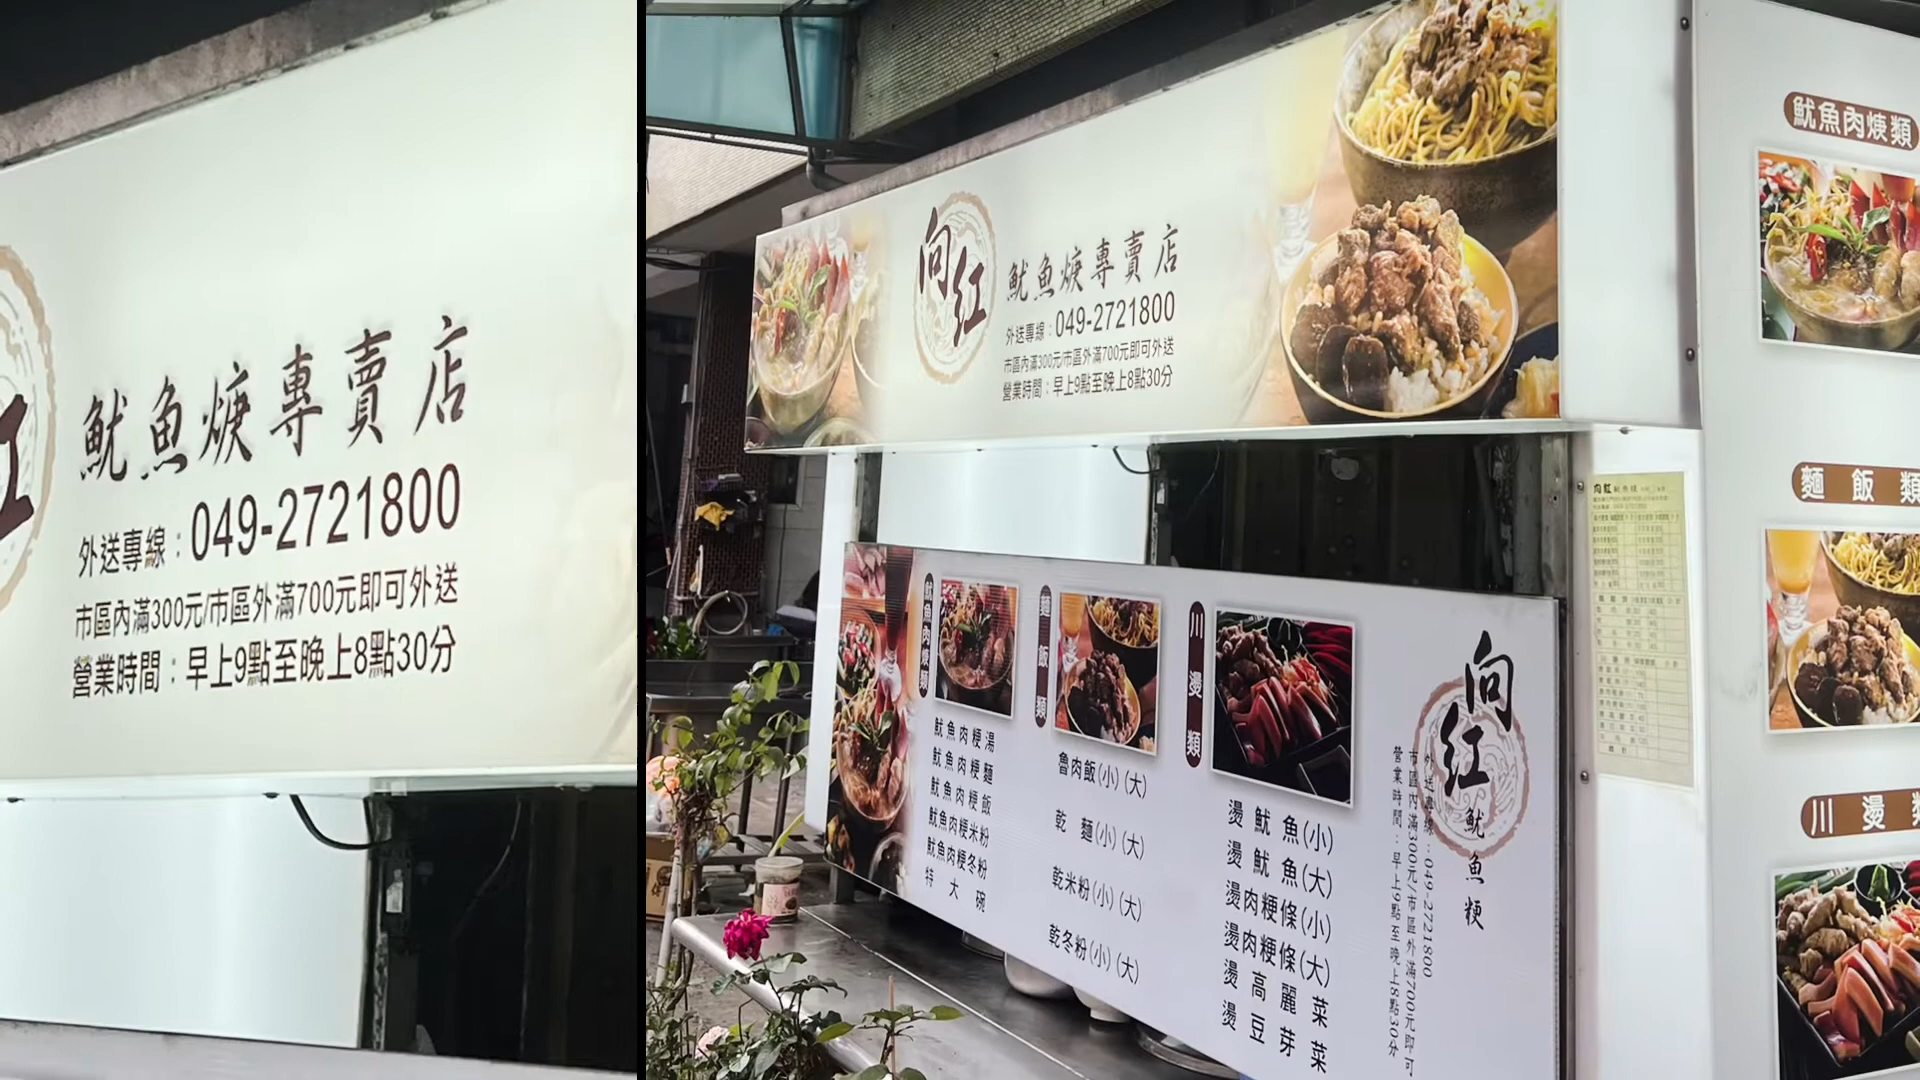 紅
魷魚焿專賣店
外送專線：049-2721800
市區內滿300元/市區外滿700元即可外送
營業時間：早上9點至晚上8點30分
向紅
魷魚焿專賣店
外送專線：049-2721800
市區內滿300元/市區外滿700元即可外送
營業時間：早上9點至晚上8點30分
魷魚肉焿類
魷魚肉粳湯
魷魚肉粳麵
魷魚肉粳飯
魷魚肉粳米粉
魷魚肉粳冬粉
特大碗
麵飯類
魯肉飯(小)(大)
乾麵(小)(大)
乾米粉(小)(大)
乾冬粉(小)(大)
川燙類
燙魷魚(小)
燙魷魚(大)
燙肉粳條(小)
燙肉粳條(大)
燙高麗菜
燙豆芽菜
向紅
魷魚粳
外送專線：049-2721800
市區內滿300元/市區外滿700元即可
營業時間：早上9點至晚上8點30分
向紅
魷魚肉焿類
麵飯類
川燙類